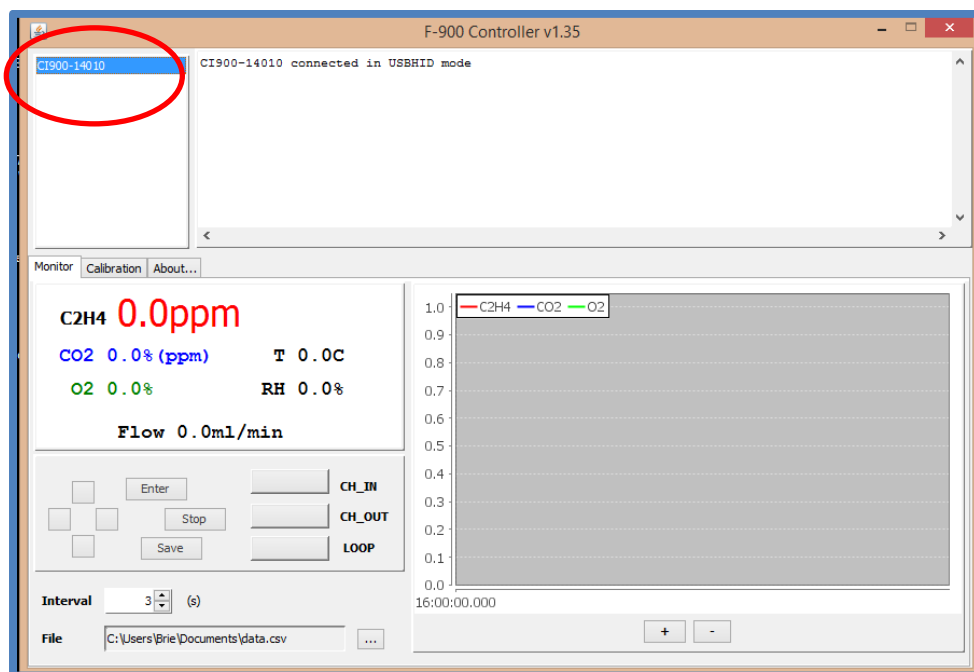 F-900 Controller v1.35
CI900-14010
CI900-14010 connected in USBHID mode
Monitor Calibration About...
C2H4 0.0ppm
CO2 0.0%(ppm) T 0.0C
O2 0.0% RH 0.0%
Flow 0.0ml/min
Enter
Stop
Save
CH_IN
CH_OUT
LOOP
Interval 3 (s)
File C:\Users\Brie\Documents\data.csv ...
C2H4 CO2 O2
1.0
0.9
0.8
0.7
0.6
0.5
0.4
0.3
0.2
0.1
0.0
16:00:00.000
+ -